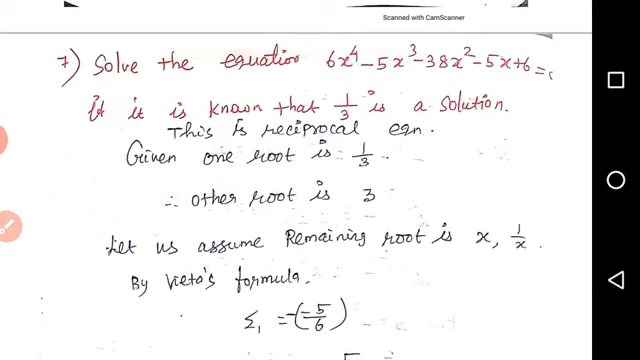 Scanned with CamScanner
7) Solve the equation 6x⁴ - 5x³ - 38x² - 5x + 6 = 0
If it is known that 1/3 is a solution.
This is reciprocal eqn.
Given one root is 1/3
∴ other root is 3
Let us assume Remaining root is x, 1/x.
By Vieta's formula.
Σ₁ = -(-5/6)